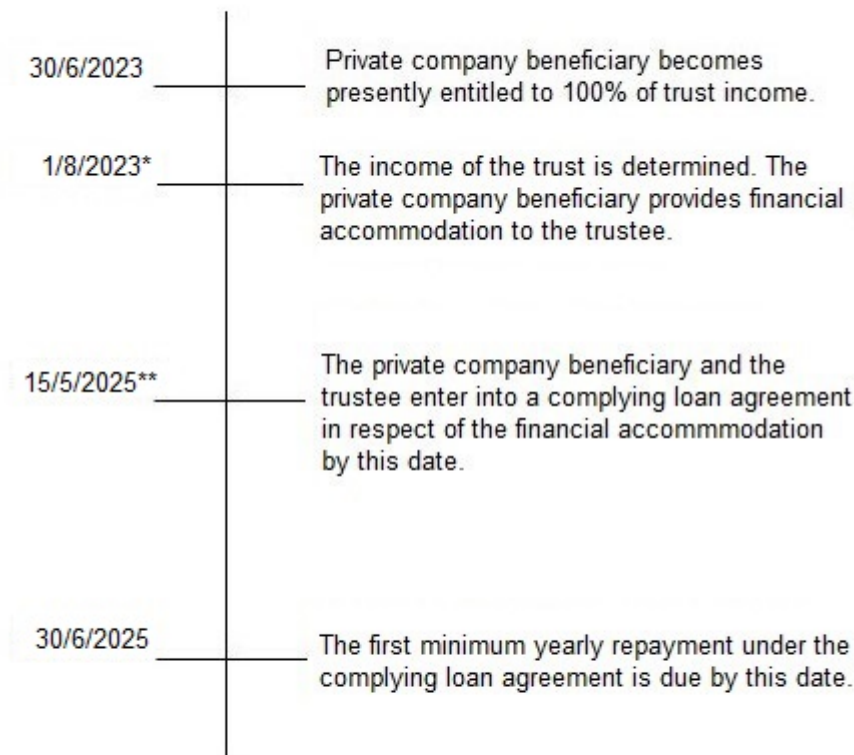 30/6/2023
Private company beneficiary becomes
presently entitled to 100% of trust income.
1/8/2023*
The income of the trust is determined. The
private company beneficiary provides financial
accommodation to the trustee.
15/5/2025**
The private company beneficiary and the
trustee enter into a complying loan agreement
in respect of the financial accommmodation
by this date.
30/6/2025
The first minimum yearly repayment under the
complying loan agreement is due by this date.